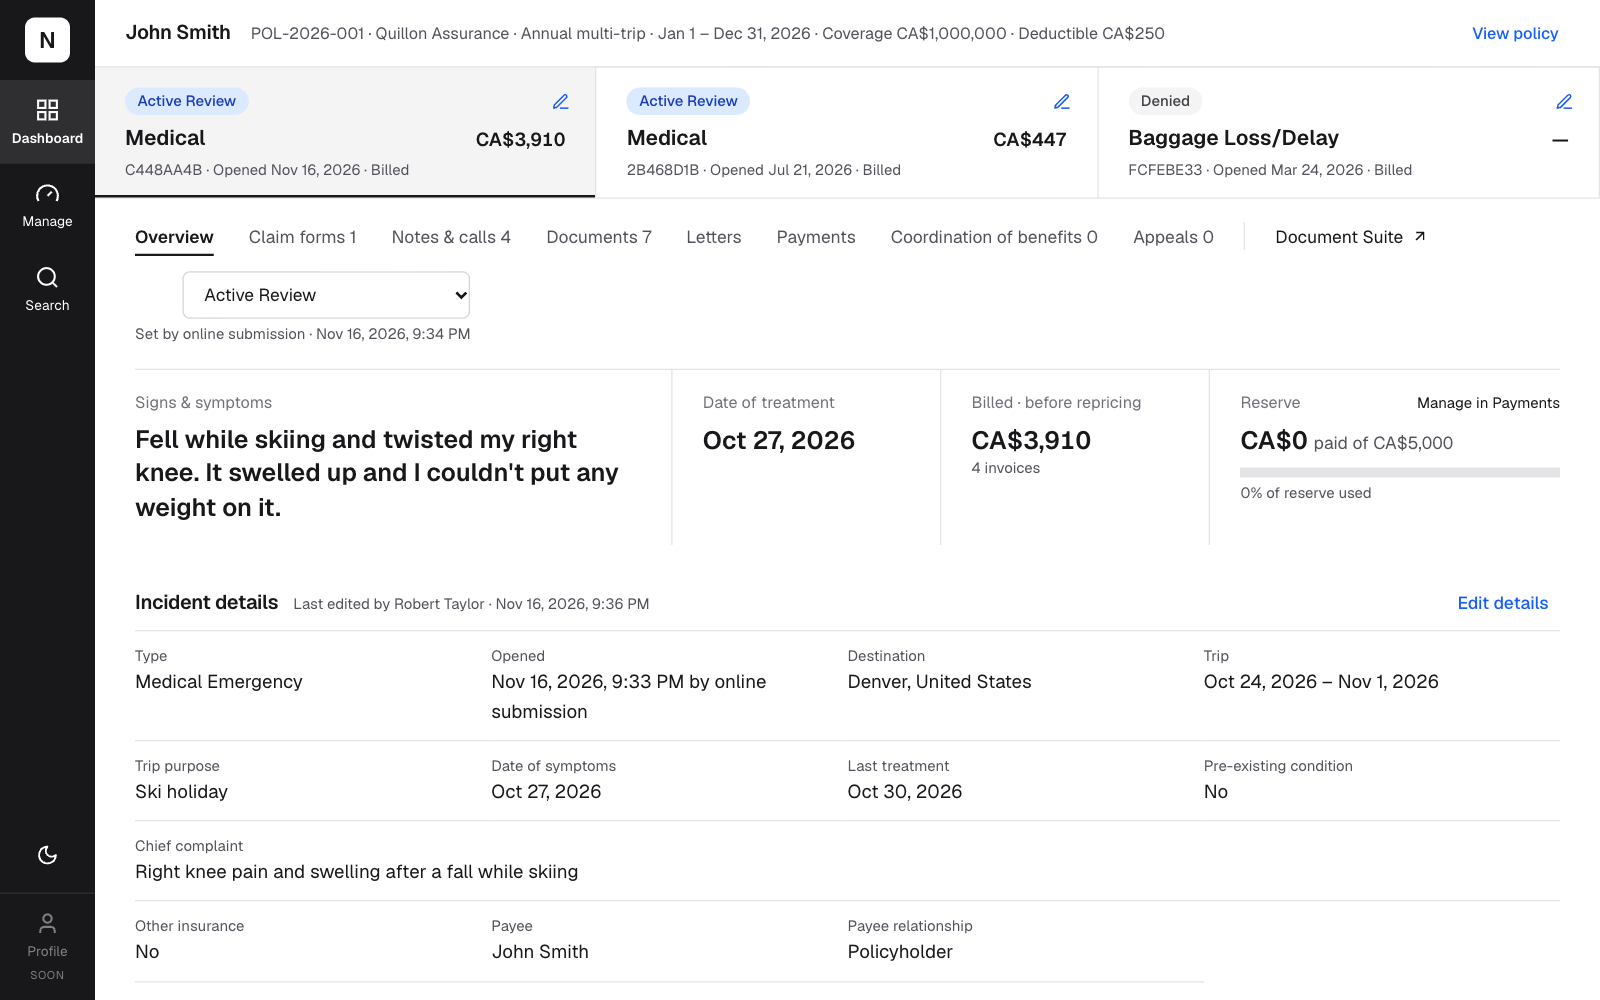 N
Dashboard
Manage
Search
Profile
SOON
John Smith POL-2026-001 · Quillon Assurance · Annual multi-trip · Jan 1 – Dec 31, 2026 · Coverage CA$1,000,000 · Deductible CA$250 View policy
Active Review
Medical CA$3,910
C448AA4B · Opened Nov 16, 2026 · Billed
Active Review
Medical CA$447
2B468D1B · Opened Jul 21, 2026 · Billed
Denied
Baggage Loss/Delay —
FCFEBE33 · Opened Mar 24, 2026 · Billed
Overview Claim forms 1 Notes & calls 4 Documents 7 Letters Payments Coordination of benefits 0 Appeals 0 Document Suite ↗
Active Review
Set by online submission · Nov 16, 2026, 9:34 PM
Signs & symptoms
Fell while skiing and twisted my right
knee. It swelled up and I couldn't put any
weight on it.
Date of treatment
Oct 27, 2026
Billed · before repricing
CA$3,910
4 invoices
Reserve Manage in Payments
CA$0 paid of CA$5,000
0% of reserve used
Incident details Last edited by Robert Taylor · Nov 16, 2026, 9:36 PM Edit details
Type
Medical Emergency
Opened
Nov 16, 2026, 9:33 PM by online
submission
Destination
Denver, United States
Trip
Oct 24, 2026 – Nov 1, 2026
Trip purpose
Ski holiday
Date of symptoms
Oct 27, 2026
Last treatment
Oct 30, 2026
Pre-existing condition
No
Chief complaint
Right knee pain and swelling after a fall while skiing
Other insurance
No
Payee
John Smith
Payee relationship
Policyholder